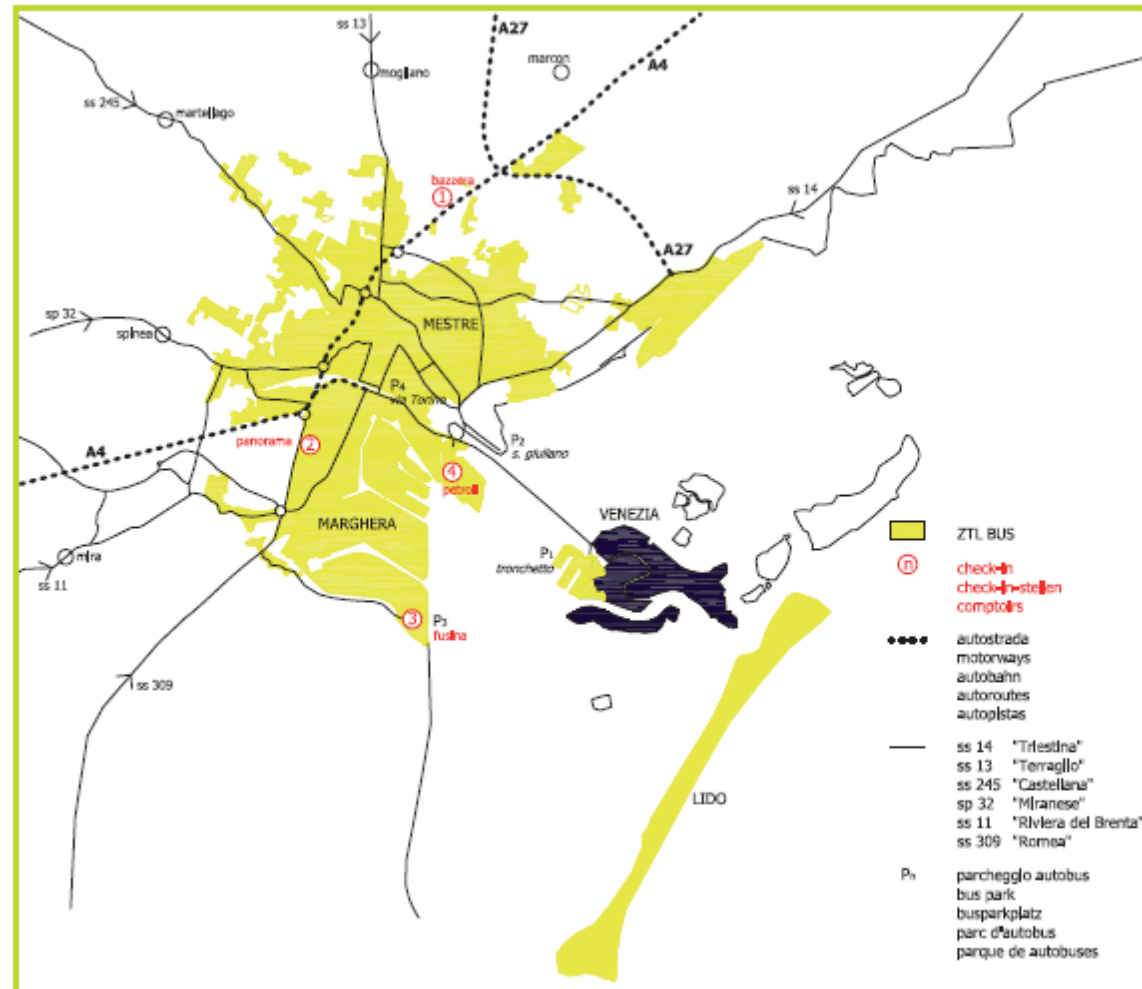 ss 13
A27
marcon
A4
mogliano
ss 245
martellago
bazzera
1
ss 14
A27
sp 32
spinea
MESTRE
P4
via Torino
panorama
2
P2
s. giuliano
A4
4
petroli
VENEZIA
MARGHERA
P1
tronchetto
mira
ss 11
3
P3
fusina
ss 309
LIDO
ZTL BUS
n
check-in
check-in-stellen
comptoirs
autostrada
motorways
autobahn
autoroutes
autopistas
ss 14 "Triestina"
ss 13 "Terraglio"
ss 245 "Castellana"
sp 32 "Miranese"
ss 11 "Riviera del Brenta"
ss 309 "Romea"
Pn parcheggio autobus
bus park
busparkplatz
parc d'autobus
parque de autobuses